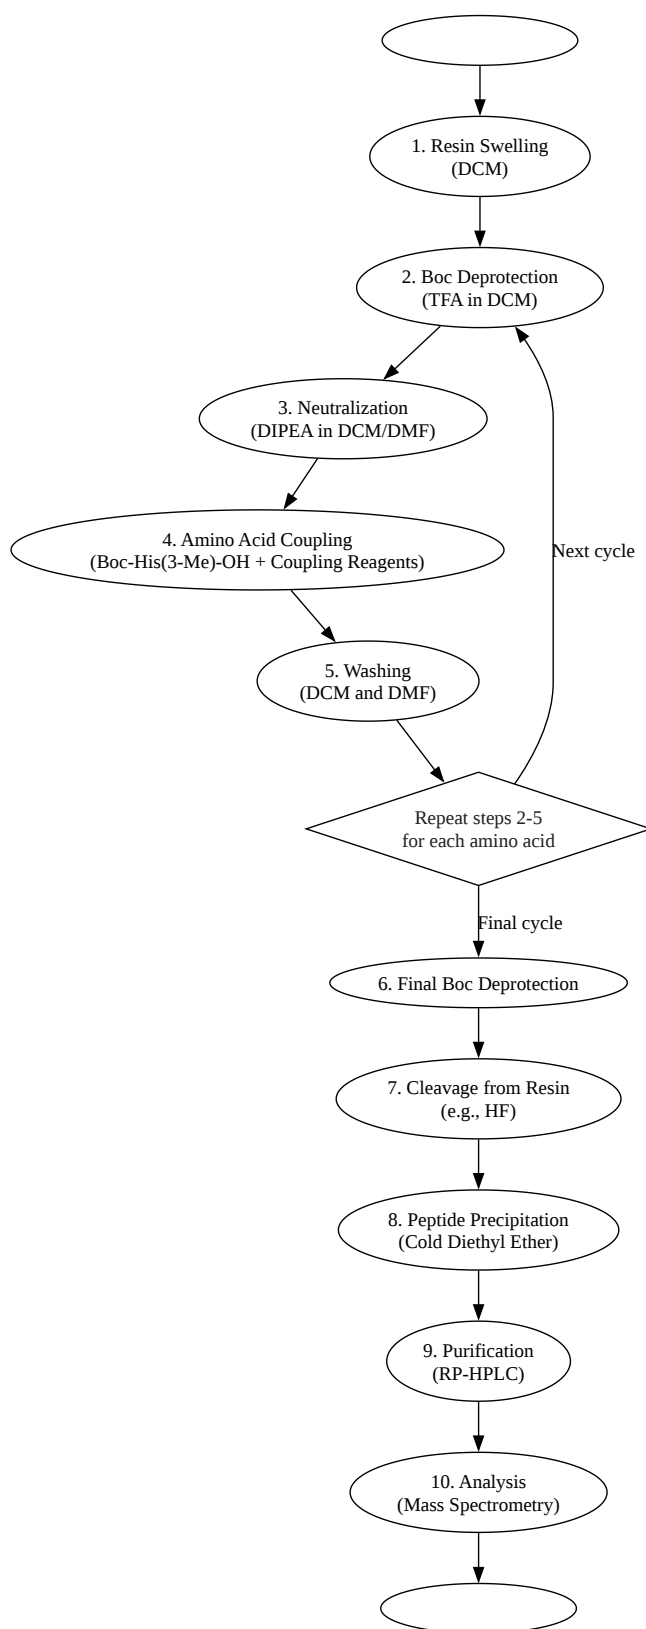 1. Resin Swelling
(DCM)
2. Boc Deprotection
(TFA in DCM)
3. Neutralization
(DIPEA in DCM/DMF)
4. Amino Acid Coupling
(Boc-His(3-Me)-OH + Coupling Reagents)
Next cycle
5. Washing
(DCM and DMF)
Repeat steps 2-5
for each amino acid
Final cycle
6. Final Boc Deprotection
7. Cleavage from Resin
(e.g., HF)
8. Peptide Precipitation
(Cold Diethyl Ether)
9. Purification
(RP-HPLC)
10. Analysis
(Mass Spectrometry)